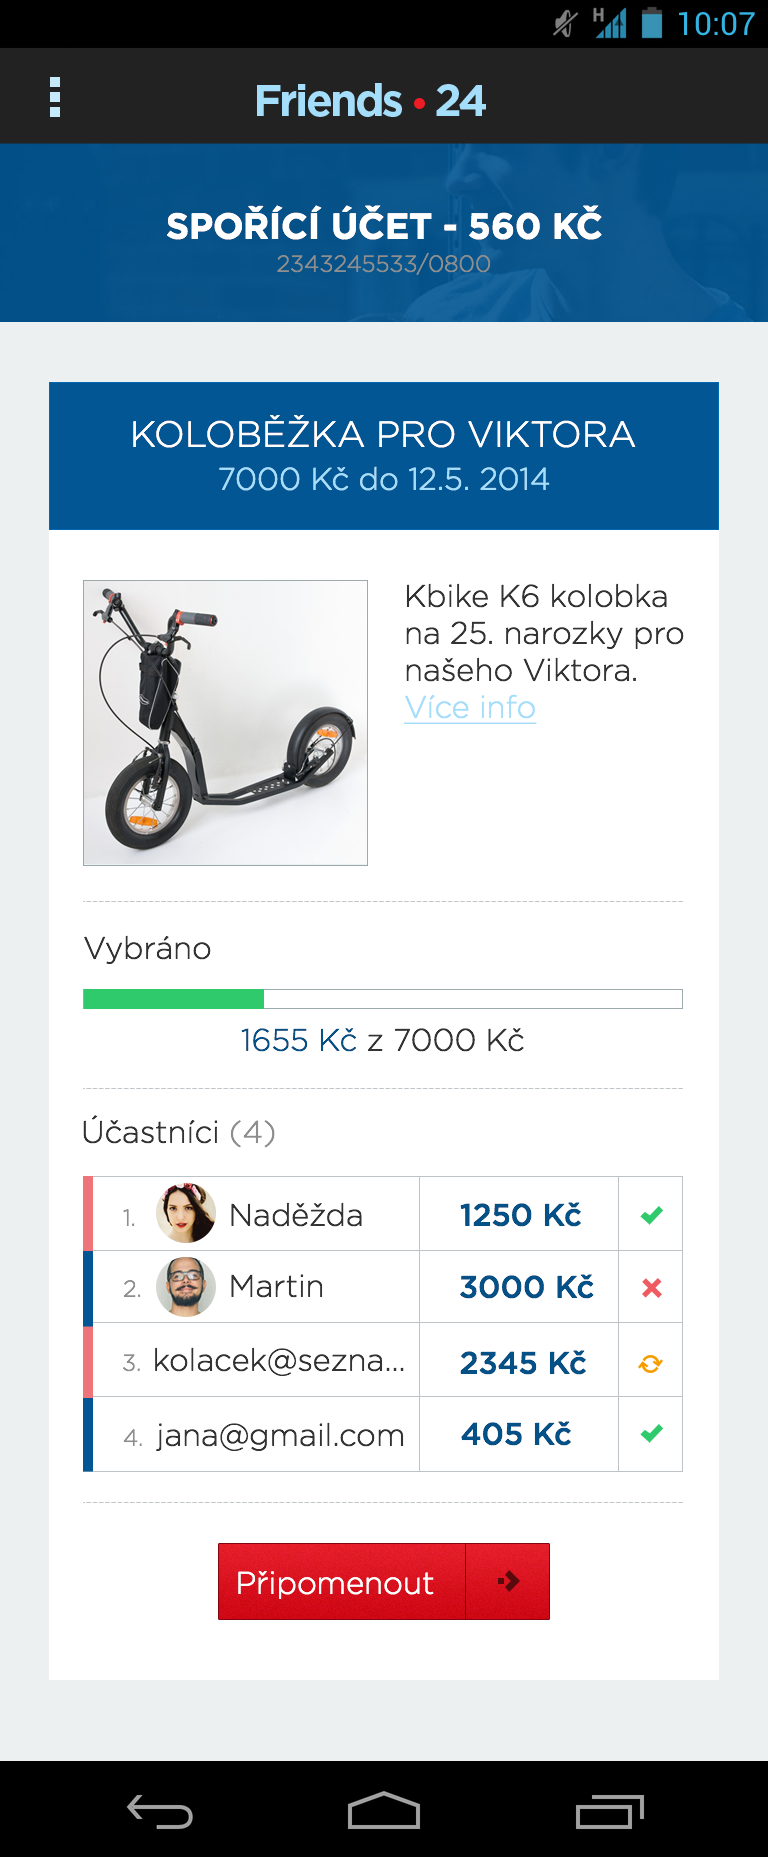 H 10:07
Friends • 24
SPOŘÍCÍ ÚČET - 560 KČ
2343245533/0800
KOLOBĚŽKA PRO VIKTORA
7000 Kč do 12.5. 2014
Kbike K6 kolobka
na 25. narozky pro
našeho Viktora.
Více info
Vybráno
1655 Kč z 7000 Kč
Účastníci (4)
1. Naděžda 1250 Kč
2. Martin 3000 Kč
3. kolacek@sezna... 2345 Kč
4. jana@gmail.com 405 Kč
Připomenout